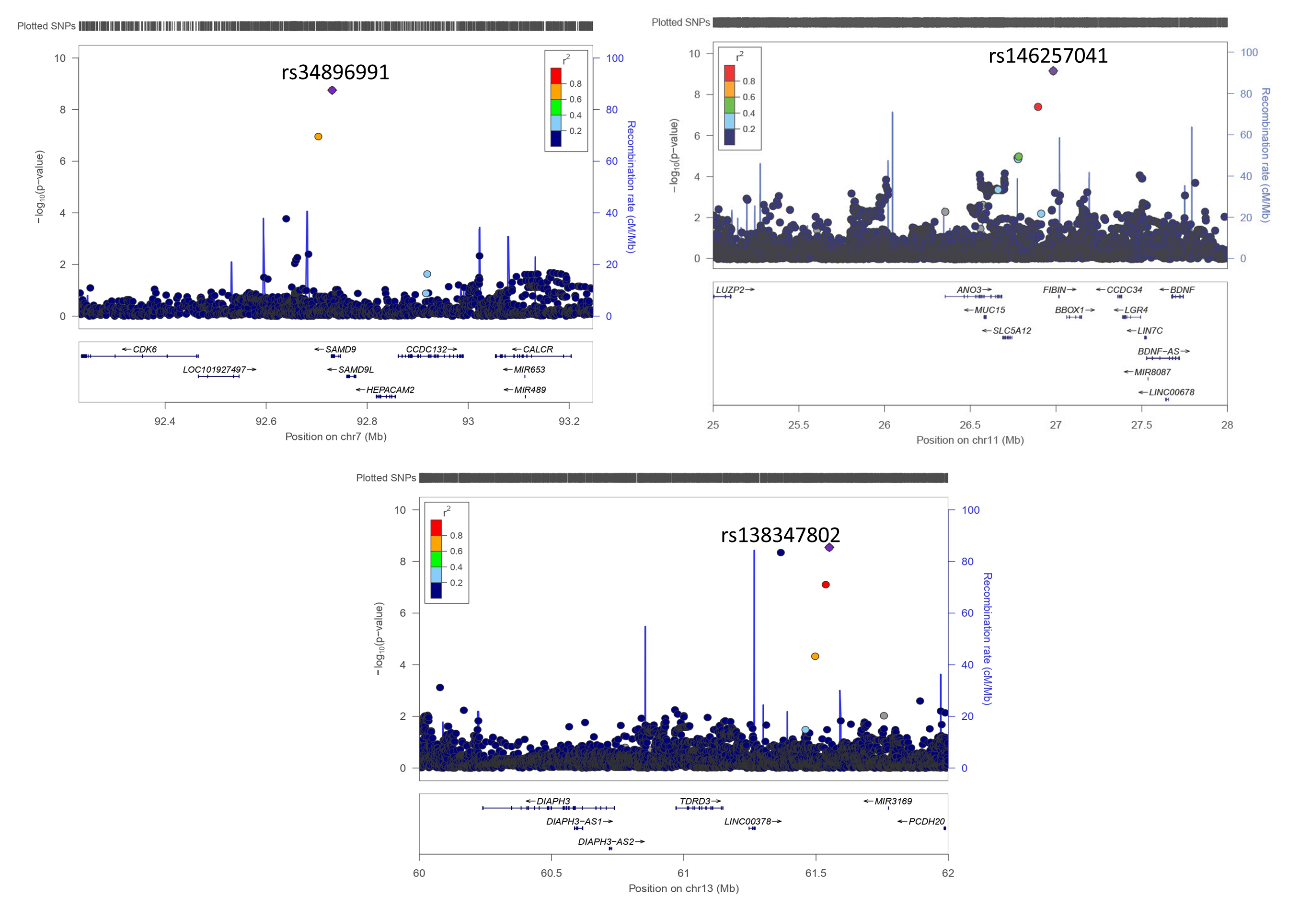 Plotted SNPs
rs34896991
r²
0.8
0.6
0.4
0.2
10
8
6
4
2
0
−log₁₀(p−value)
100
80
60
40
20
0
Recombination rate (cM/Mb)
←CDK6
LOC101927497→
←SAMD9
←SAMD9L
←HEPACAM2
CCDC132→
←CALCR
←MIR653
←MIR489
92.4 92.6 92.8 93 93.2
Position on chr7 (Mb)
Plotted SNPs
rs146257041
r²
0.8
0.6
0.4
0.2
10
8
6
4
2
0
−log₁₀(p−value)
100
80
60
40
20
0
Recombination rate (cM/Mb)
LUZP2→
ANO3→
←MUC15
←SLC5A12
FIBIN→
BBOX1→
←CCDC34
←LGR4
←LIN7C
←BDNF
BDNF−AS→
←MIR8087
←LINC00678
25 25.5 26 26.5 27 27.5 28
Position on chr11 (Mb)
Plotted SNPs
rs138347802
r²
0.8
0.6
0.4
0.2
10
8
6
4
2
0
−log₁₀(p−value)
100
80
60
40
20
0
Recombination rate (cM/Mb)
←DIAPH3
DIAPH3−AS1→
DIAPH3−AS2→
TDRD3→
LINC00378→
←MIR3169
←PCDH20
60 60.5 61 61.5 62
Position on chr13 (Mb)